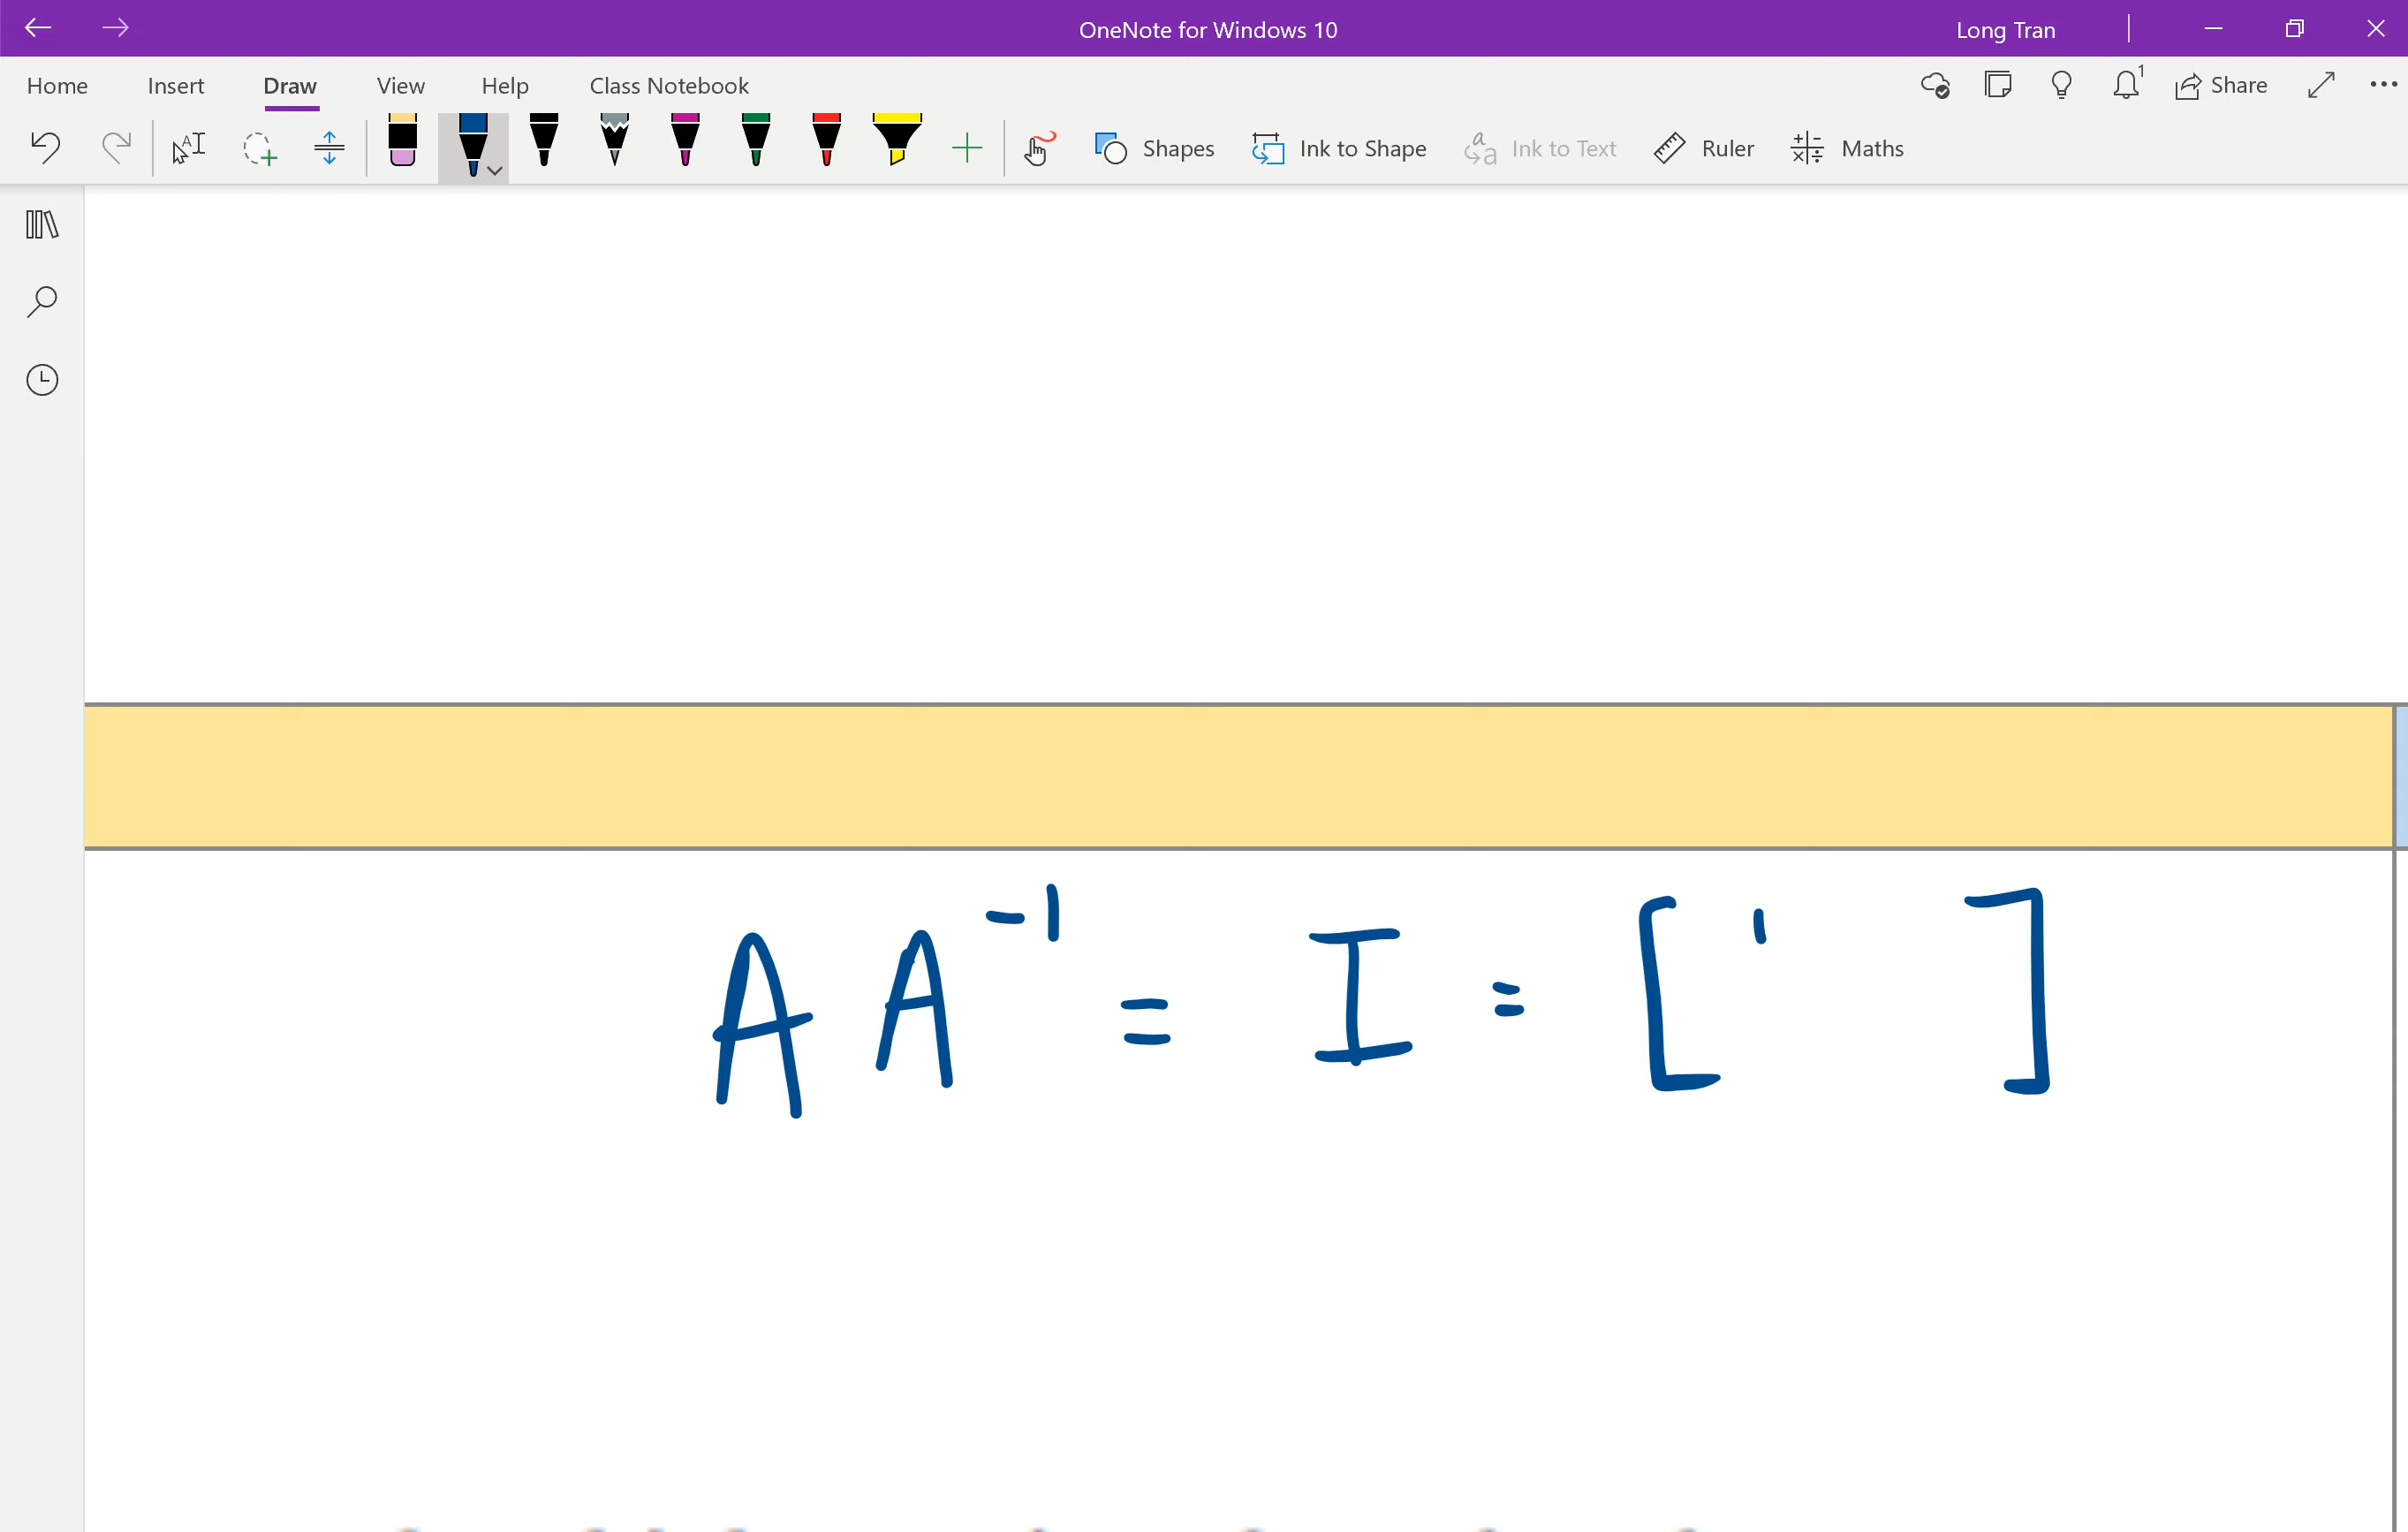 OneNote for Windows 10 Long Tran
Home Insert Draw View Help Class Notebook 1 Share
Shapes Ink to Shape Ink to Text Ruler Maths
A A⁻¹ = I = [ 1 ]